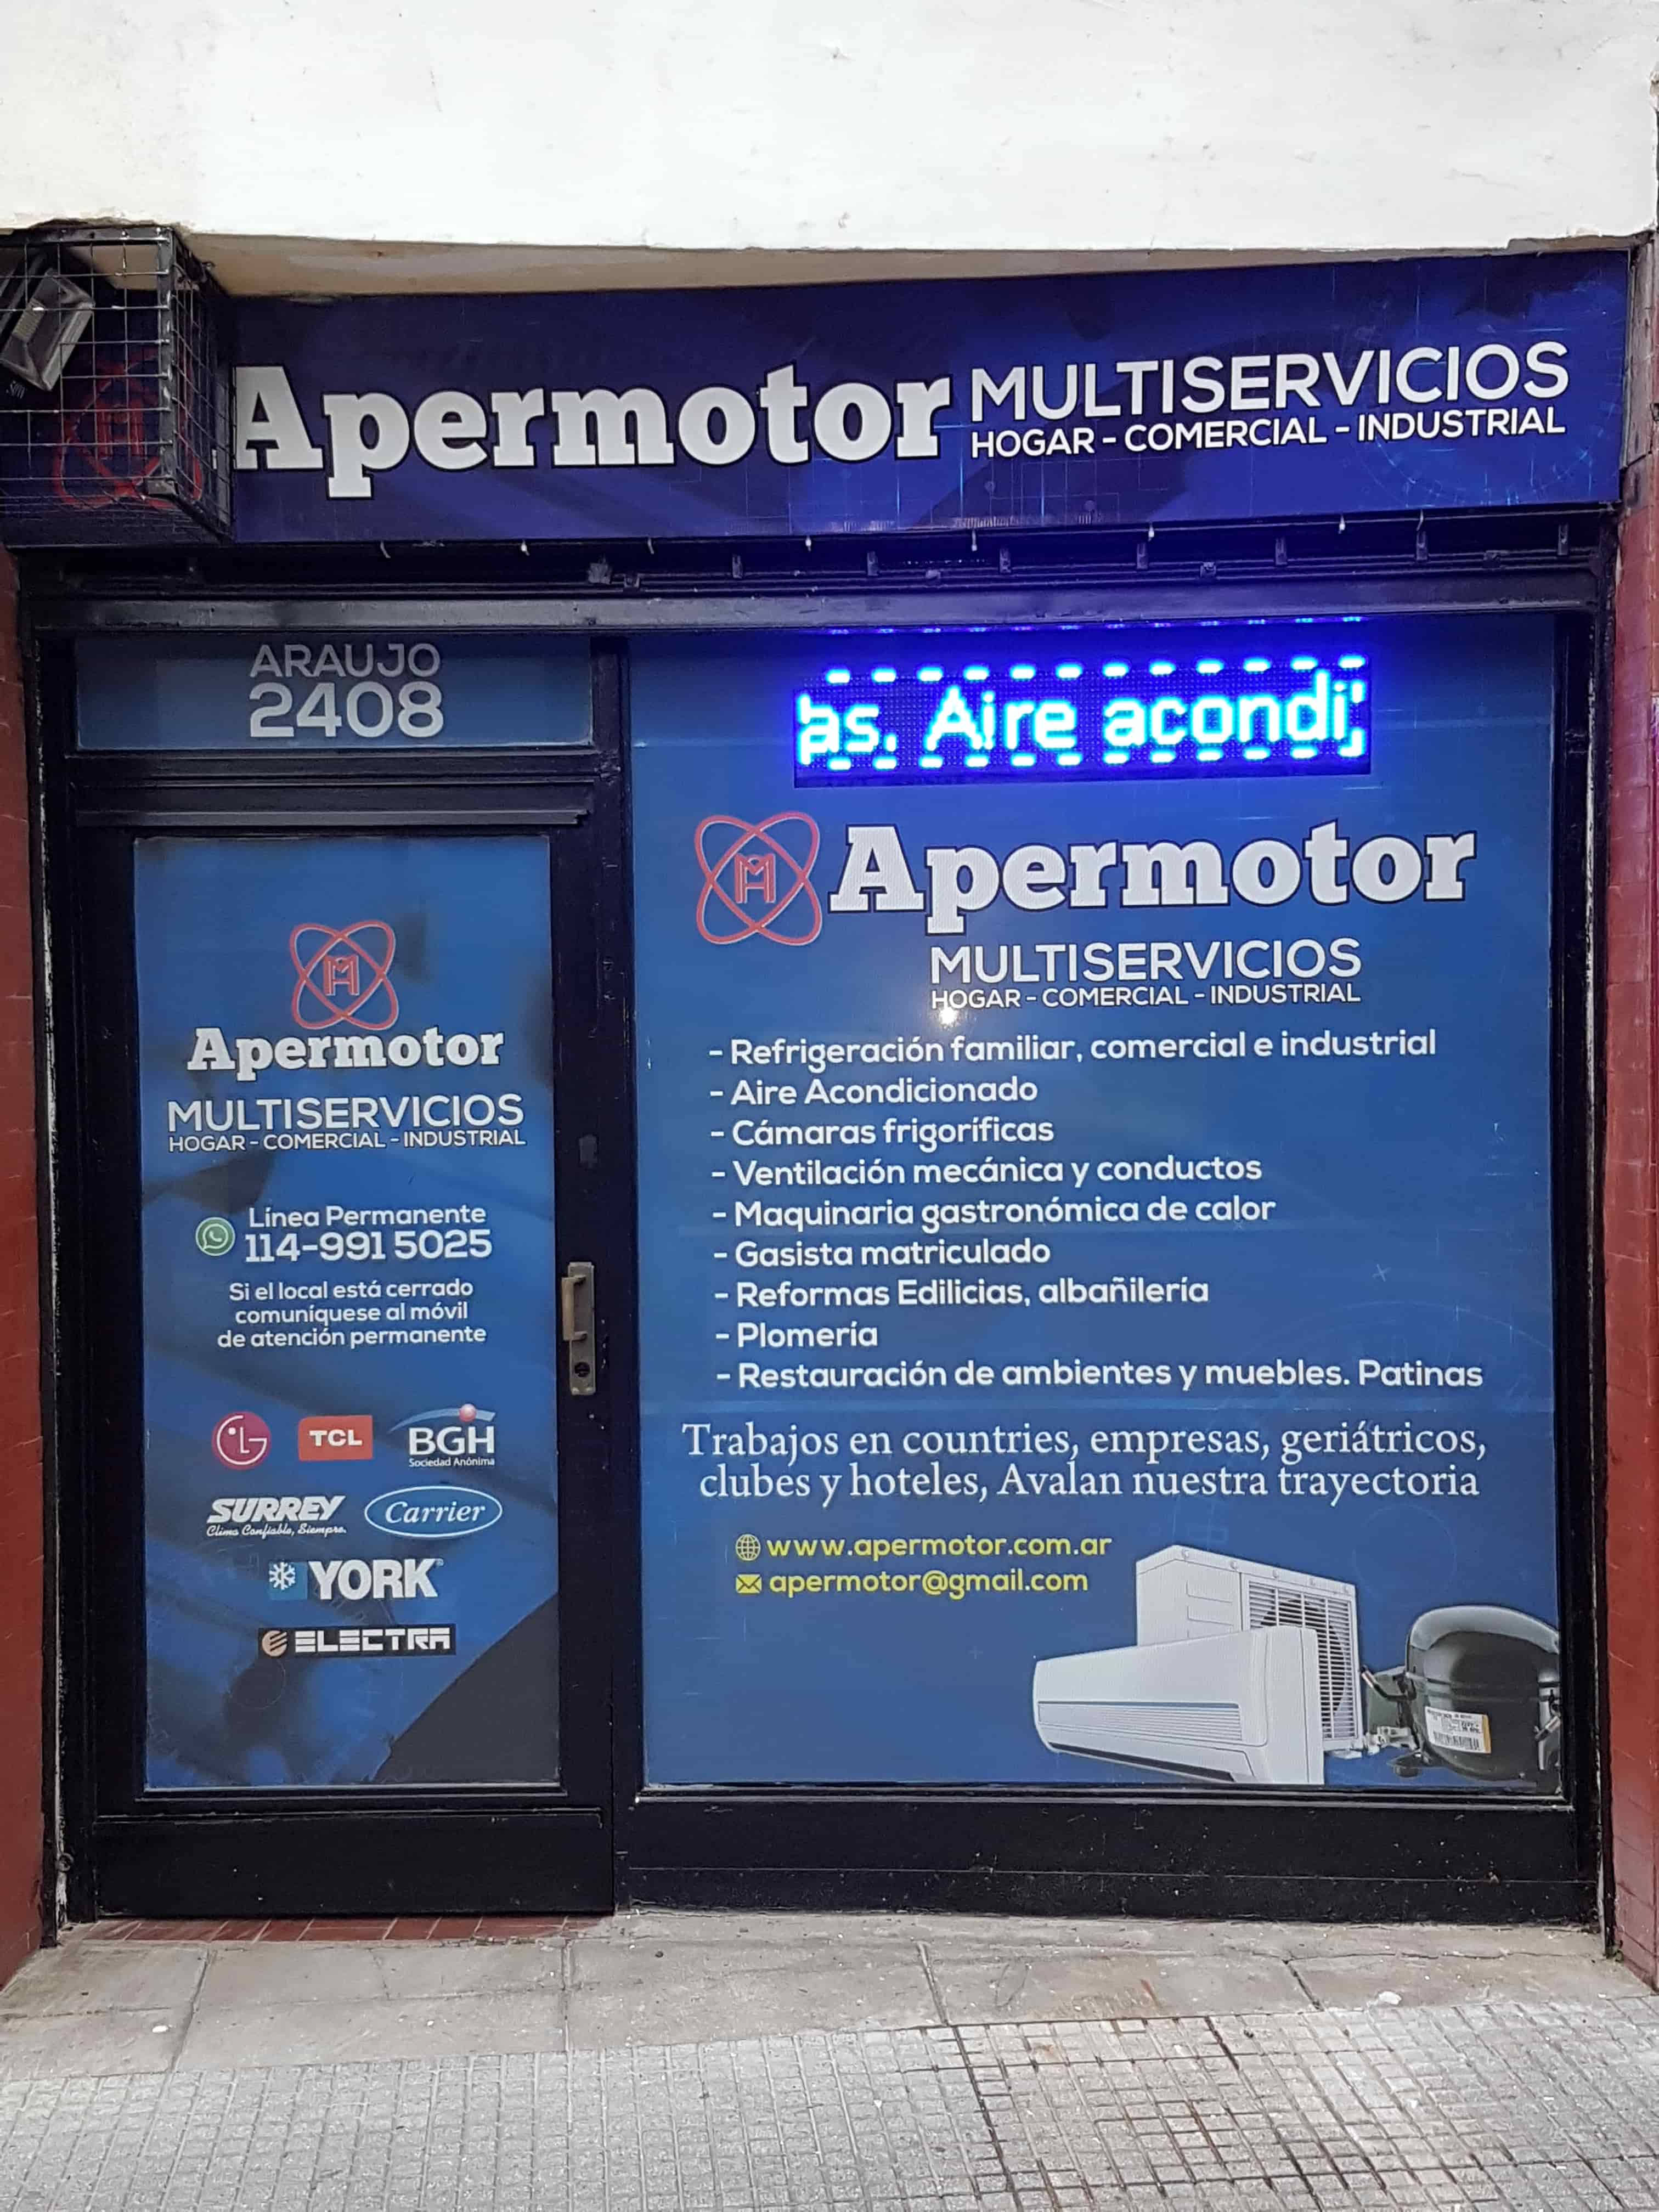 Apermotor MULTISERVICIOS
HOGAR - COMERCIAL - INDUSTRIAL
ARAUJO
2408
as. Aire acondi
Apermotor
MULTISERVICIOS
HOGAR - COMERCIAL - INDUSTRIAL
Línea Permanente
114-991 5025
Si el local está cerrado
comuníquese al móvil
de atención permanente
LG
TCL
BGH
Sociedad Anónima
SURREY
Clima Confiable, Siempre.
Carrier
YORK
ELECTRA
Apermotor
MULTISERVICIOS
HOGAR - COMERCIAL - INDUSTRIAL
- Refrigeración familiar, comercial e industrial
- Aire Acondicionado
- Cámaras frigoríficas
- Ventilación mecánica y conductos
- Maquinaria gastronómica de calor
- Gasista matriculado
- Reformas Edilicias, albañilería
- Plomería
- Restauración de ambientes y muebles. Patinas
Trabajos en countries, empresas, geriátricos,
clubes y hoteles, Avalan nuestra trayectoria
www.apermotor.com.ar
apermotor@gmail.com